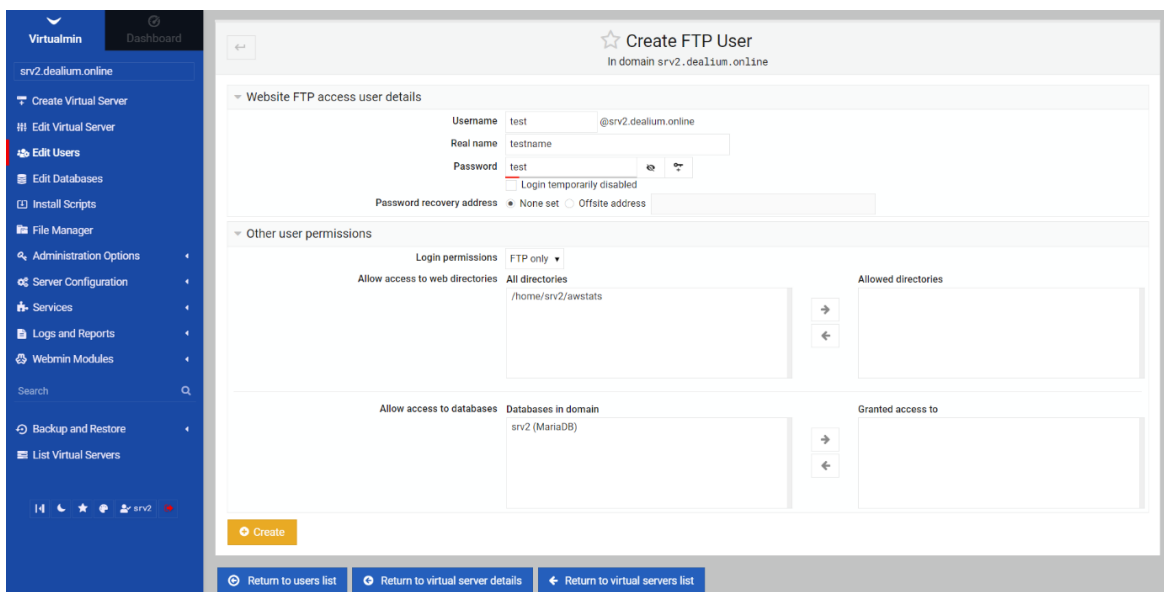 Virtualmin
Dashboard
srv2.dealium.online
Create Virtual Server
Edit Virtual Server
Edit Users
Edit Databases
Install Scripts
File Manager
Administration Options
Server Configuration
Services
Logs and Reports
Webmin Modules
Search
Backup and Restore
List Virtual Servers
srv2
Create FTP User
In domain srv2.dealium.online
Website FTP access user details
Username test @srv2.dealium.online
Real name testname
Password test
Login temporarily disabled
Password recovery address None set Offsite address
Other user permissions
Login permissions FTP only
Allow access to web directories All directories Allowed directories
/home/srv2/awstats
Allow access to databases Databases in domain Granted access to
srv2 (MariaDB)
Create
Return to users list Return to virtual server details Return to virtual servers list